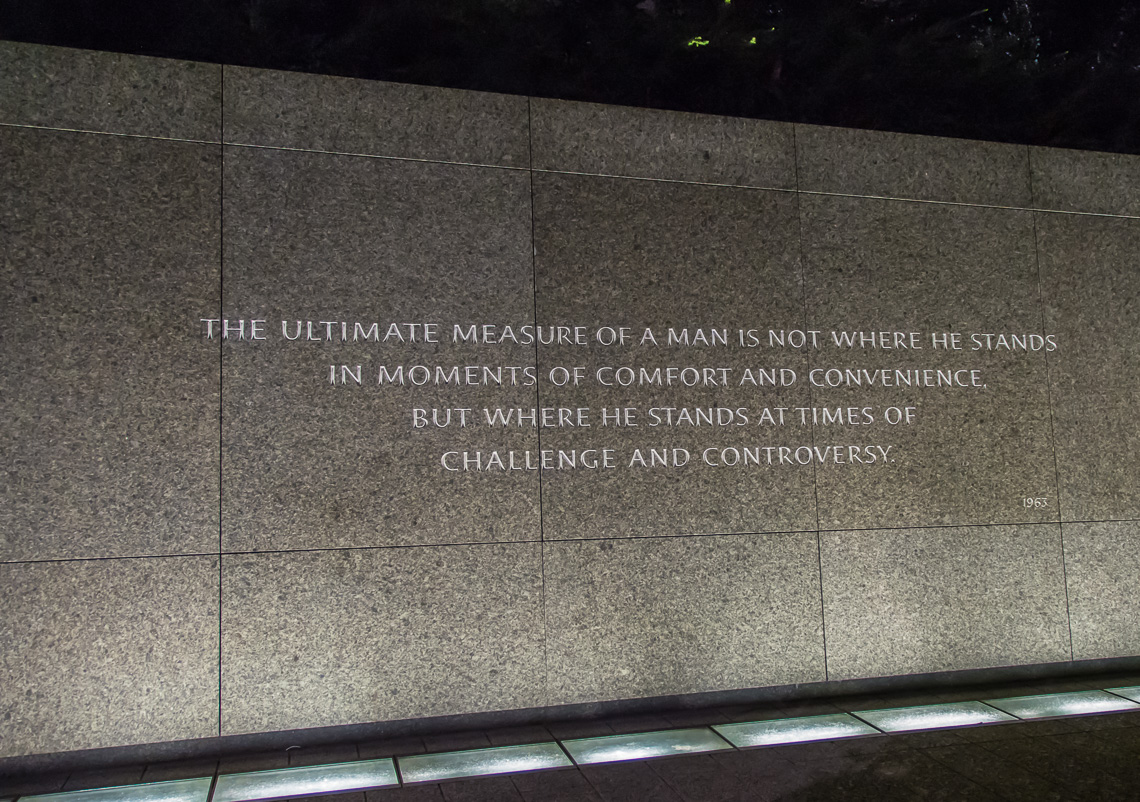 THE ULTIMATE MEASURE OF A MAN IS NOT WHERE HE STANDS
IN MOMENTS OF COMFORT AND CONVENIENCE,
BUT WHERE HE STANDS AT TIMES OF
CHALLENGE AND CONTROVERSY.
1963